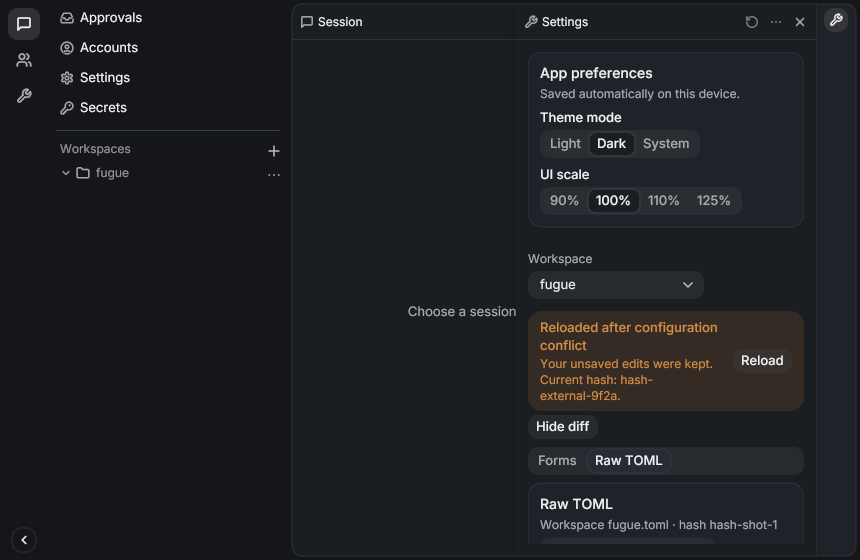 Approvals
Accounts
Settings
Secrets
Workspaces
fugue
Session
Choose a session
Settings
App preferences
Saved automatically on this device.
Theme mode
Light Dark System
UI scale
90% 100% 110% 125%
Workspace
fugue
Reloaded after configuration
conflict
Your unsaved edits were kept.
Current hash: hash-
external-9f2a.
Reload
Hide diff
Forms Raw TOML
Raw TOML
Workspace fugue.toml · hash hash-shot-1